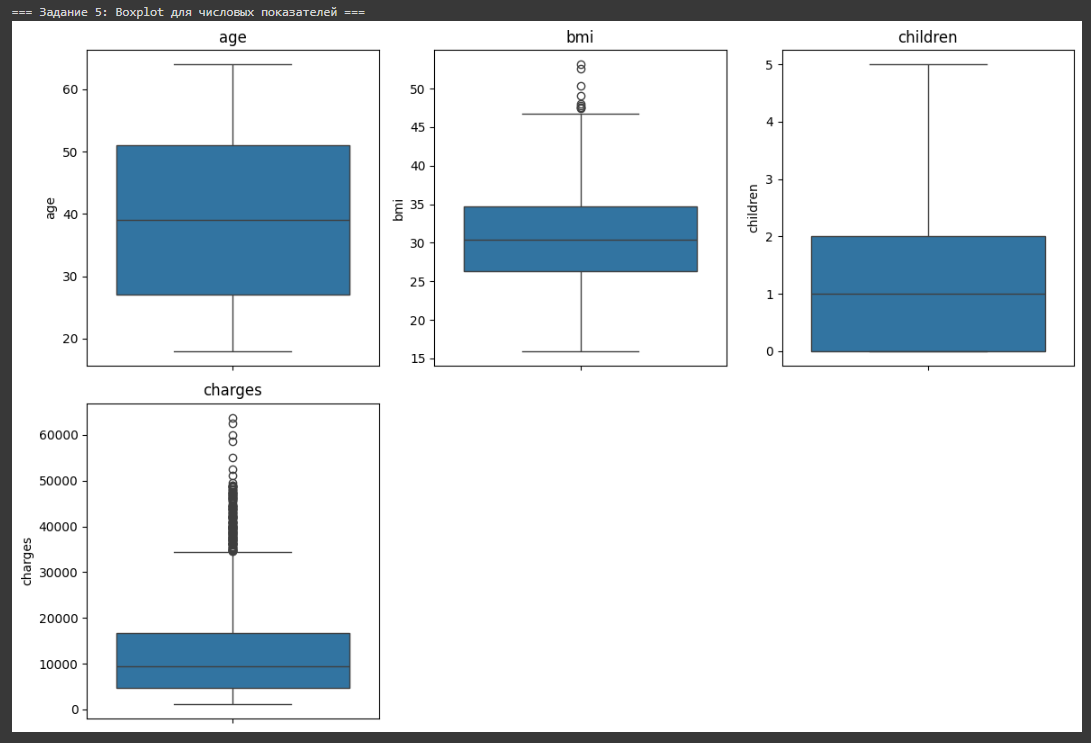 === Задание 5: Boxplot для числовых показателей ===
age
bmi
children
60
50
40
30
20
age
50
45
40
35
30
25
20
15
bmi
5
4
3
2
1
0
children
charges
60000
50000
40000
30000
20000
10000
0
charges